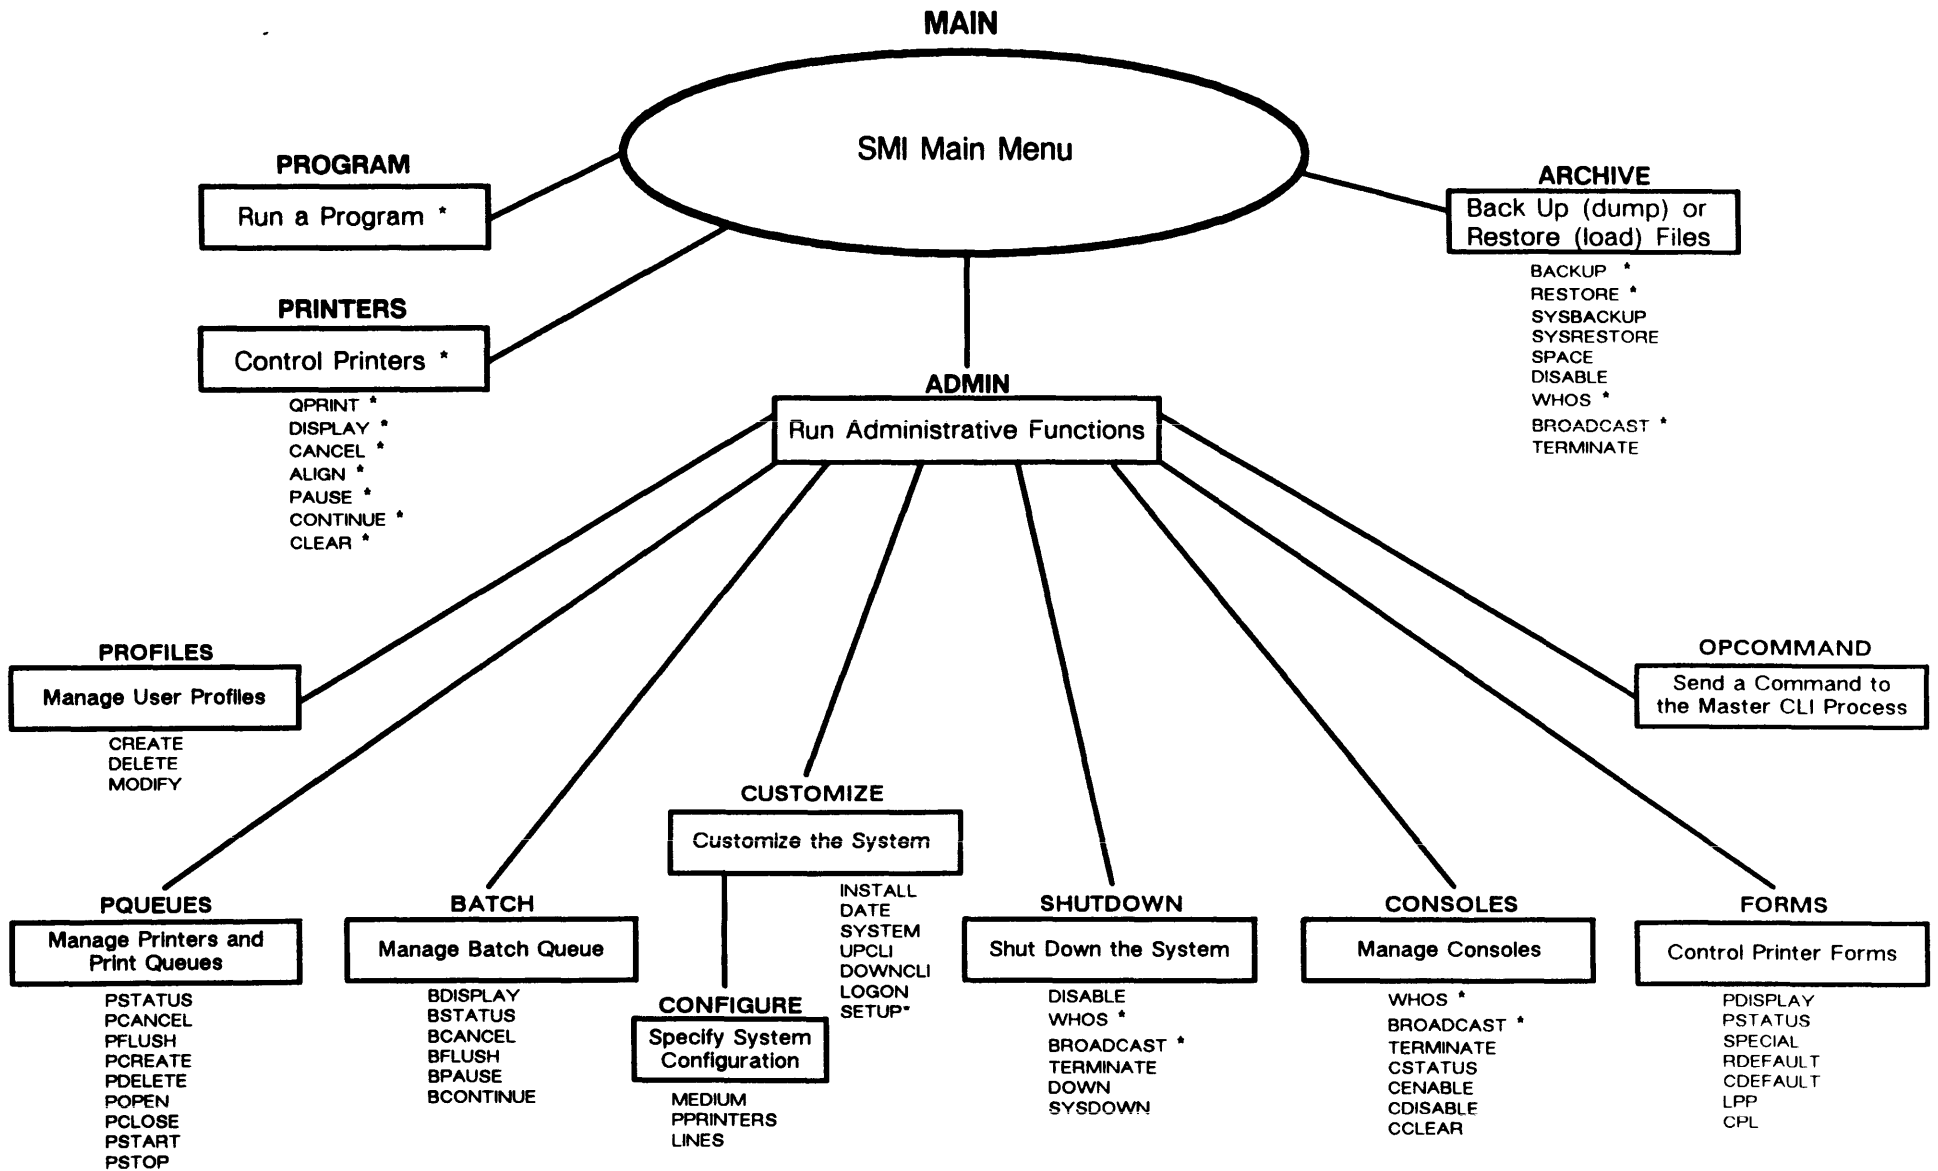 MAIN
SMI Main Menu
PROGRAM
Run a Program *
PRINTERS
Control Printers *
QPRINT *
DISPLAY *
CANCEL *
ALIGN *
PAUSE *
CONTINUE *
CLEAR *
ARCHIVE
Back Up (dump) or
Restore (load) Files
BACKUP *
RESTORE *
SYSBACKUP
SYSRESTORE
SPACE
DISABLE
WHOS *
BROADCAST *
TERMINATE
ADMIN
Run Administrative Functions
PROFILES
Manage User Profiles
CREATE
DELETE
MODIFY
OPCOMMAND
Send a Command to
the Master CLI Process
PQUEUES
Manage Printers and
Print Queues
PSTATUS
PCANCEL
PFLUSH
PCREATE
PDELETE
POPEN
PCLOSE
PSTART
PSTOP
BATCH
Manage Batch Queue
BDISPLAY
BSTATUS
BCANCEL
BFLUSH
BPAUSE
BCONTINUE
CUSTOMIZE
Customize the System
INSTALL
DATE
SYSTEM
UPCLI
DOWNCLI
LOGON
SETUP*
CONFIGURE
Specify System
Configuration
MEDIUM
PPRINTERS
LINES
SHUTDOWN
Shut Down the System
DISABLE
WHOS *
BROADCAST *
TERMINATE
DOWN
SYSDOWN
CONSOLES
Manage Consoles
WHOS *
BROADCAST *
TERMINATE
CSTATUS
CENABLE
CDISABLE
CCLEAR
FORMS
Control Printer Forms
PDISPLAY
PSTATUS
SPECIAL
RDEFAULT
CDEFAULT
LPP
CPL